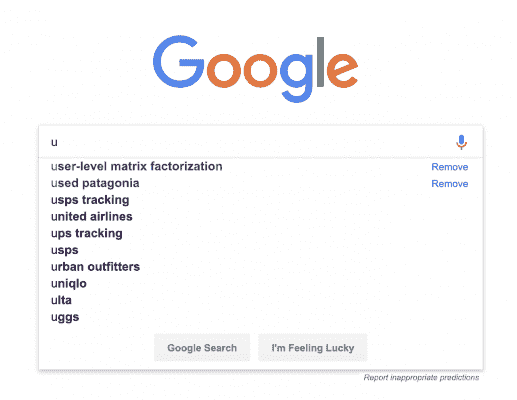 Google
u
user-level matrix factorization Remove
used patagonia Remove
usps tracking
united airlines
ups tracking
usps
urban outfitters
uniqlo
ulta
uggs
Google Search I'm Feeling Lucky
Report inappropriate predictions